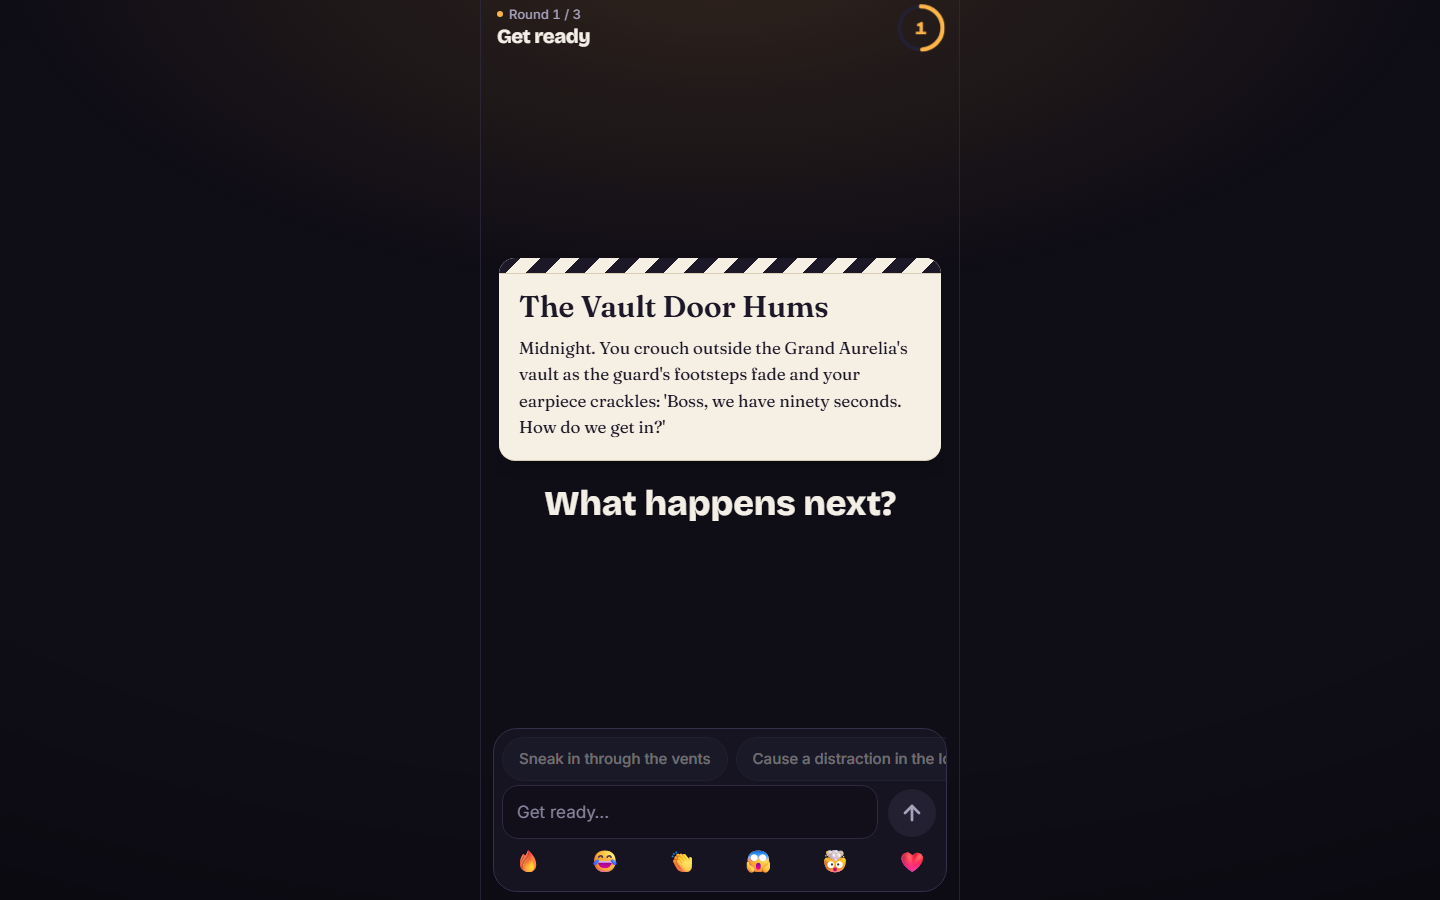 Round 1 / 3
Get ready
1
The Vault Door Hums
Midnight. You crouch outside the Grand Aurelia's
vault as the guard's footsteps fade and your
earpiece crackles: 'Boss, we have ninety seconds.
How do we get in?'
What happens next?
Sneak in through the vents
Cause a distraction in the
Get ready...